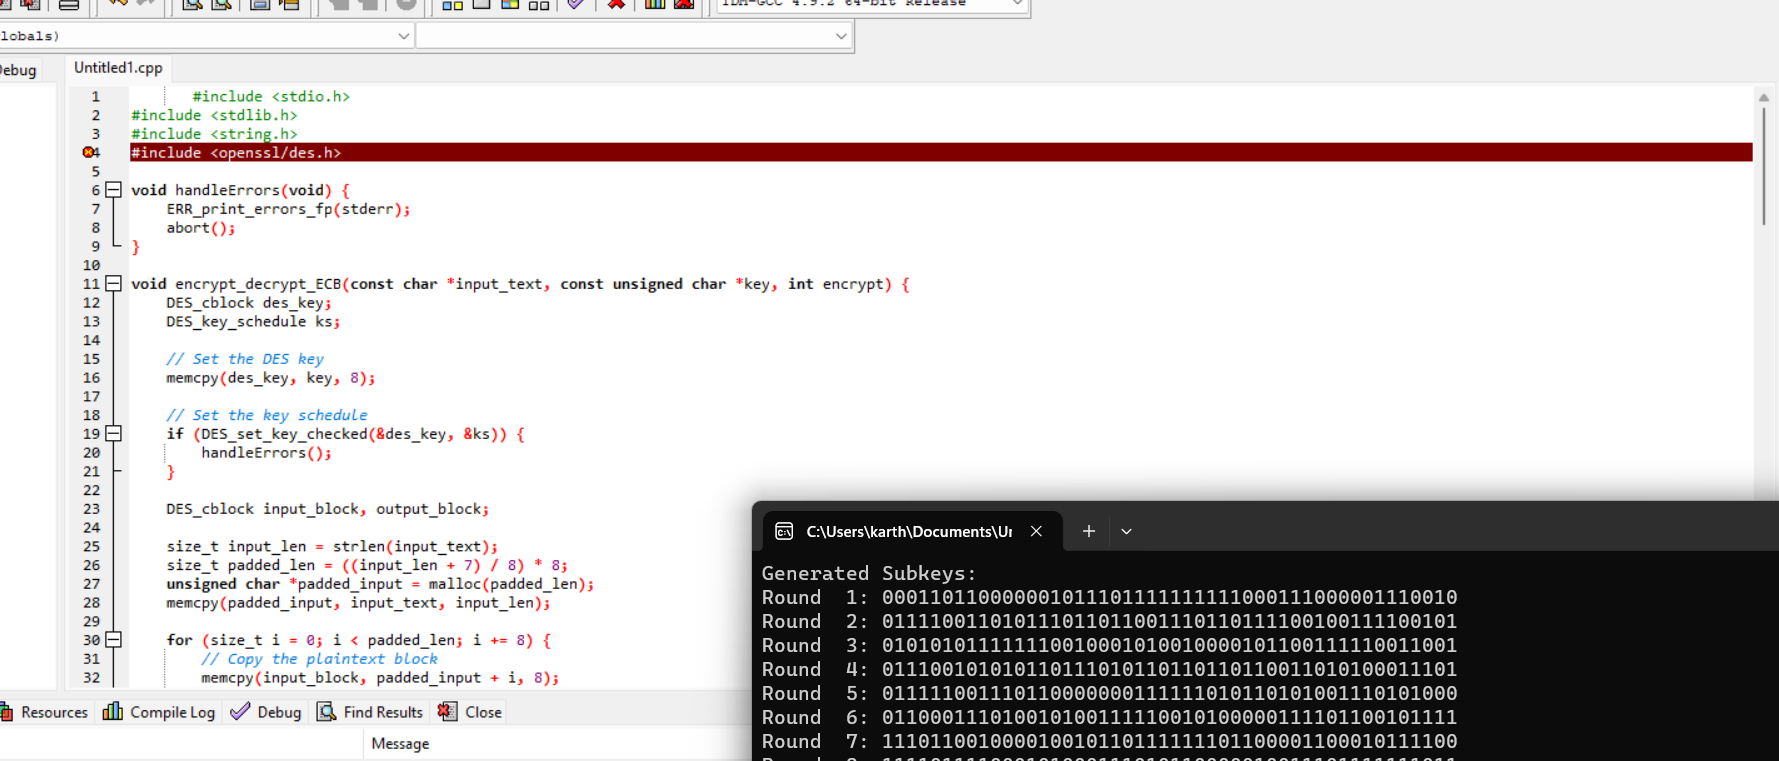 TDM-GCC 4.9.2 64-bit Release
lobals)
Debug
Untitled1.cpp
1 #include <stdio.h>
2 #include <stdlib.h>
3 #include <string.h>
4 #include <openssl/des.h>
5
6 void handleErrors(void) {
7 ERR_print_errors_fp(stderr);
8 abort();
9 }
10
11 void encrypt_decrypt_ECB(const char *input_text, const unsigned char *key, int encrypt) {
12 DES_cblock des_key;
13 DES_key_schedule ks;
14
15 // Set the DES key
16 memcpy(des_key, key, 8);
17
18 // Set the key schedule
19 if (DES_set_key_checked(&des_key, &ks)) {
20 handleErrors();
21 }
22
23 DES_cblock input_block, output_block;
24
25 size_t input_len = strlen(input_text);
26 size_t padded_len = ((input_len + 7) / 8) * 8;
27 unsigned char *padded_input = malloc(padded_len);
28 memcpy(padded_input, input_text, input_len);
29
30 for (size_t i = 0; i < padded_len; i += 8) {
31 // Copy the plaintext block
32 memcpy(input_block, padded_input + i, 8);
Resources Compile Log Debug Find Results Close
Message
C:\Users\karth\Documents\Ur
Generated Subkeys:
Round 1: 000110110000001011101111111111000111000001110010
Round 2: 011110011010111011011001110110111100100111100101
Round 3: 010101011111110010001010010000101100111110011001
Round 4: 011100101010110111010110110110110011010100011101
Round 5: 011111001110110000000111111010110101001110101000
Round 6: 011000111010010100111110010100000111101100101111
Round 7: 111011001000010010110111111101100001100010111100